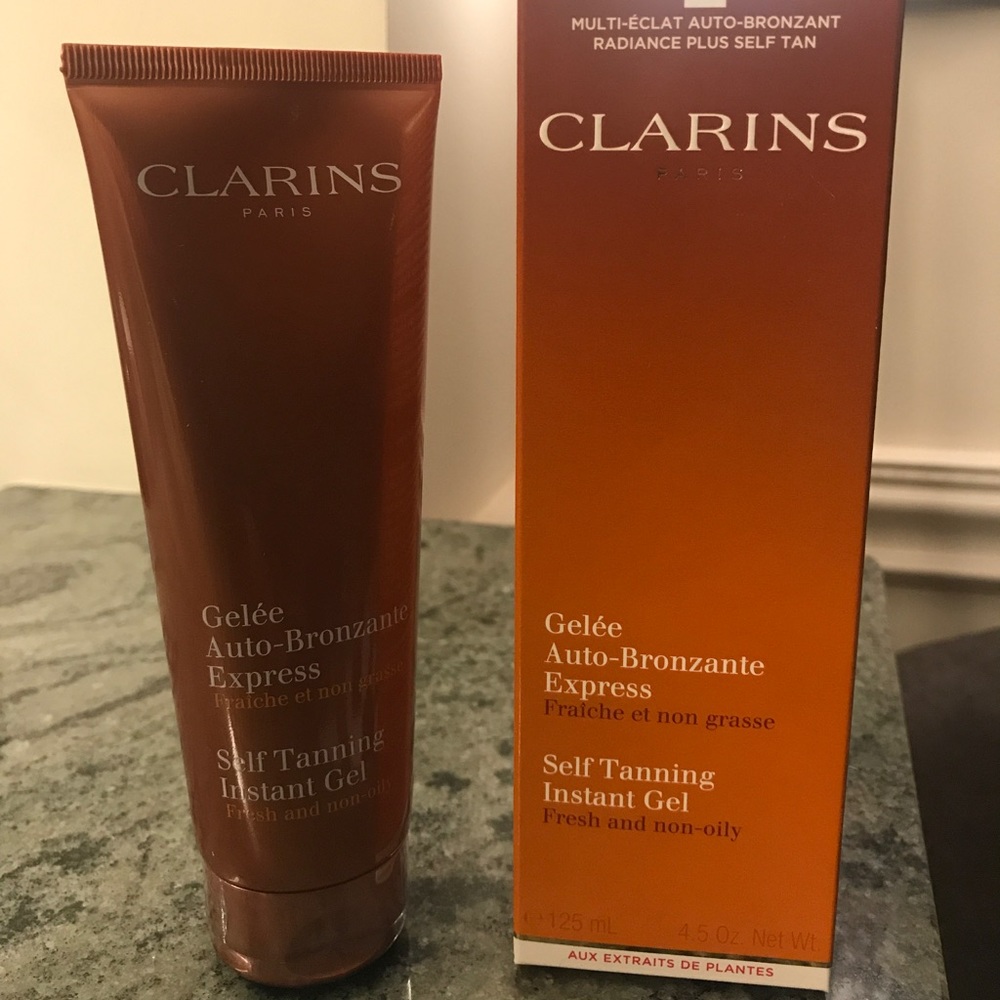 CLARINS
PARIS
Gelée
Auto-Bronzante
Express
Fraîche et non grasse
Self Tanning
Instant Gel
Fresh and non-oily
MULTI-ÉCLAT AUTO-BRONZANT
RADIANCE PLUS SELF TAN
CLARINS
PARIS
Gelée
Auto-Bronzante
Express
Fraîche et non grasse
Self Tanning
Instant Gel
Fresh and non-oily
℮ 125 mL 4.5 Oz. Net Wt.
AUX EXTRAITS DE PLANTES